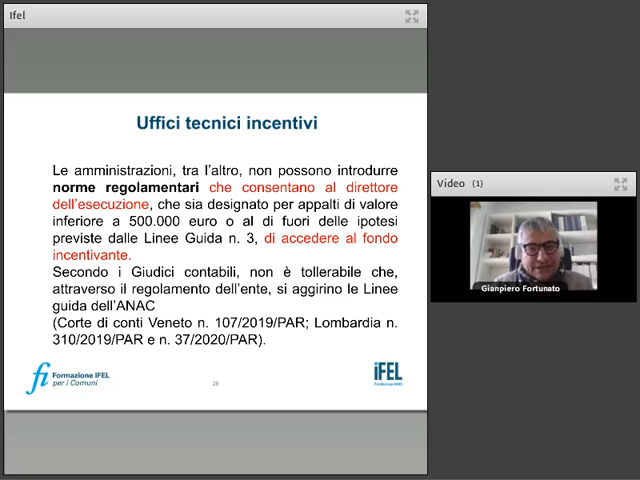 Ifel
Uffici tecnici incentivi
Le amministrazioni, tra l'altro, non possono introdurre
norme regolamentari che consentano al direttore
dell'esecuzione, che sia designato per appalti di valore
inferiore a 500.000 euro o al di fuori delle ipotesi
previste dalle Linee Guida n. 3, di accedere al fondo
incentivante.
Secondo i Giudici contabili, non è tollerabile che,
attraverso il regolamento dell'ente, si aggirino le Linee
guida dell'ANAC
(Corte di conti Veneto n. 107/2019/PAR; Lombardia n.
310/2019/PAR e n. 37/2020/PAR).
fi Formazione IFEL
per i Comuni
28
iFEL
Video (1)
Gianpiero Fortunato